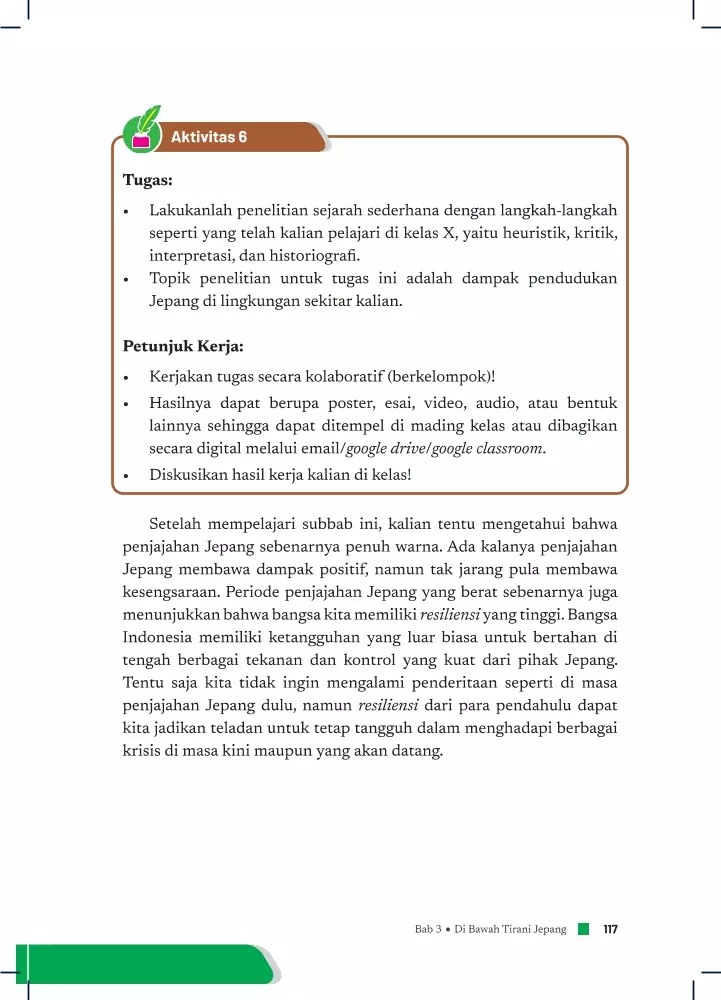 Aktivitas 6
Tugas:
• Lakukanlah penelitian sejarah sederhana dengan langkah-langkah
seperti yang telah kalian pelajari di kelas X, yaitu heuristik, kritik,
interpretasi, dan historiografi.
• Topik penelitian untuk tugas ini adalah dampak pendudukan
Jepang di lingkungan sekitar kalian.
Petunjuk Kerja:
• Kerjakan tugas secara kolaboratif (berkelompok)!
• Hasilnya dapat berupa poster, esai, video, audio, atau bentuk
lainnya sehingga dapat ditempel di mading kelas atau dibagikan
secara digital melalui email/google drive/google classroom.
• Diskusikan hasil kerja kalian di kelas!
Setelah mempelajari subbab ini, kalian tentu mengetahui bahwa
penjajahan Jepang sebenarnya penuh warna. Ada kalanya penjajahan
Jepang membawa dampak positif, namun tak jarang pula membawa
kesengsaraan. Periode penjajahan Jepang yang berat sebenarnya juga
menunjukkan bahwa bangsa kita memiliki resiliensi yang tinggi. Bangsa
Indonesia memiliki ketangguhan yang luar biasa untuk bertahan di
tengah berbagai tekanan dan kontrol yang kuat dari pihak Jepang.
Tentu saja kita tidak ingin mengalami penderitaan seperti di masa
penjajahan Jepang dulu, namun resiliensi dari para pendahulu dapat
kita jadikan teladan untuk tetap tangguh dalam menghadapi berbagai
krisis di masa kini maupun yang akan datang.
Bab 3 • Di Bawah Tirani Jepang 117